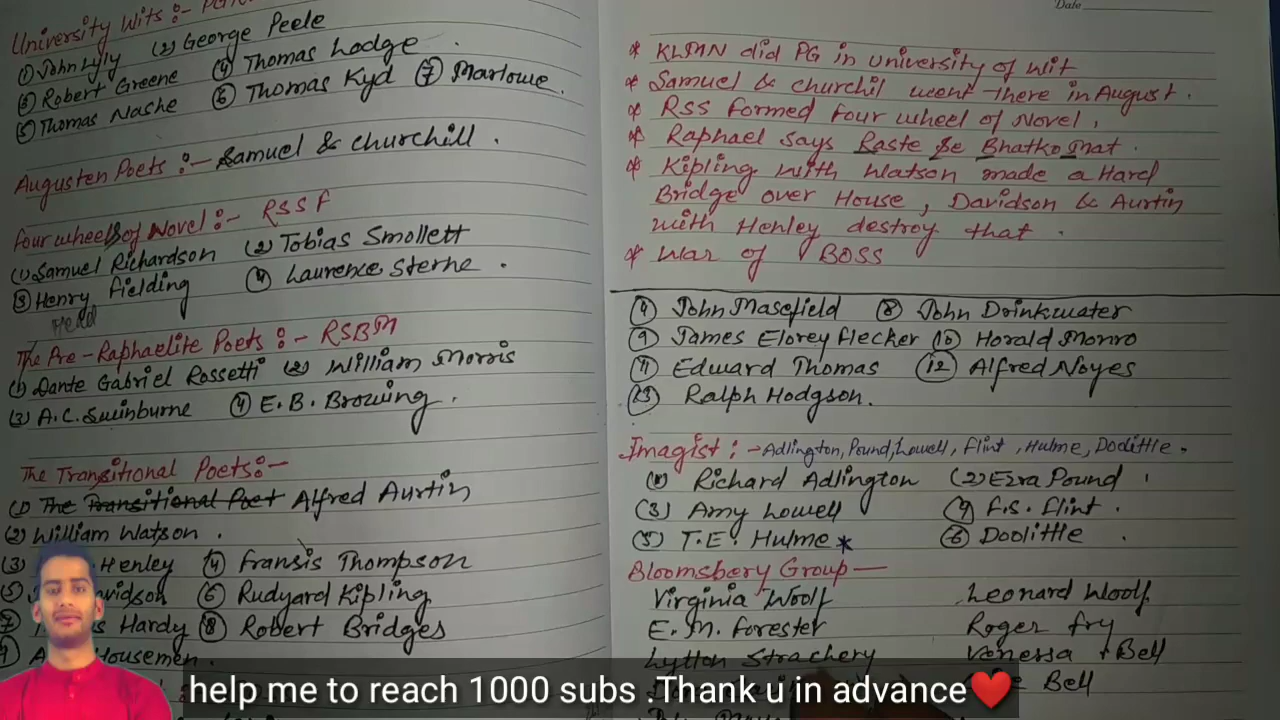 University Wits :-
(1) John Lyly (2) George Peele
(3) Robert Greene (4) Thomas Lodge
(5) Thomas Nashe (6) Thomas Kyd (7) Marlowe.
Augusten Poets :- Samuel & Churchill.
four wheels of Novel :- RSSF
(1) Samuel Richardson (2) Tobias Smollett
(3) Henry Fielding (4) Laurence Sterne.
The Pre-Raphaelite Poets :- RSBM
(1) Dante Gabriel Rossetti (2) William Morris
(3) A.C. Swinburne (4) E.B. Browing.
The Transitional Poets :-
(1) The Transitional Poet Alfred Aurtin
(2) William Watson.
(3) Henley (4) Fransis Thompson
(5) (6) Rudyard Kipling
(7) Hardy (8) Robert Bridges
Housemen.
Date
* KLMN did PG in university of wit
* Samuel & churchil went there in August.
* RSS formed four wheel of Novel,
* Raphael says Raste Se Bhatko Mat.
* Kipling with Watson made a Hard
Bridge over House, Davidson & Aurtin
with Henley destroy that.
* War of BOSS
John Masefield (8) John Drinkwater
(9) James Elorey Flecker (10) Horald Monro
(11) Edward Thomas (12) Alfred Noyes
Ralph Hodgson.
Imagist :- Adlington, Pound, Lowell, Flint, Hulme, Dolittle.
Richard Adlington (2) Ezra Pound
(3) Amy Lowell (4) F.S. Flint.
(5) T.E. Hulme * (6) Doolittle
Bloomsbery Group—
Virginia Woolf Leonard Woolf
E.M. Forester Roger fry
Lytton Strachery Venessa Bell
Bell
help me to reach 1000 subs .Thank u in advance❤️